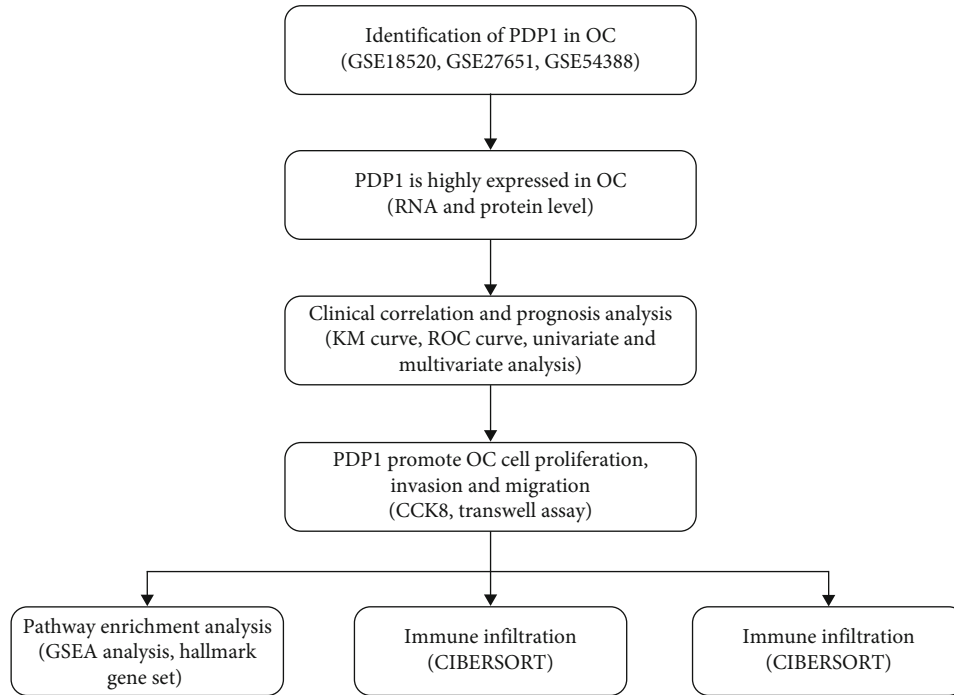 Identification of PDP1 in OC
(GSE18520, GSE27651, GSE54388)
PDP1 is highly expressed in OC
(RNA and protein level)
Clinical correlation and prognosis analysis
(KM curve, ROC curve, univariate and
multivariate analysis)
PDP1 promote OC cell proliferation,
invasion and migration
(CCK8, transwell assay)
Pathway enrichment analysis
(GSEA analysis, hallmark
gene set)
Immune infiltration
(CIBERSORT)
Immune infiltration
(CIBERSORT)